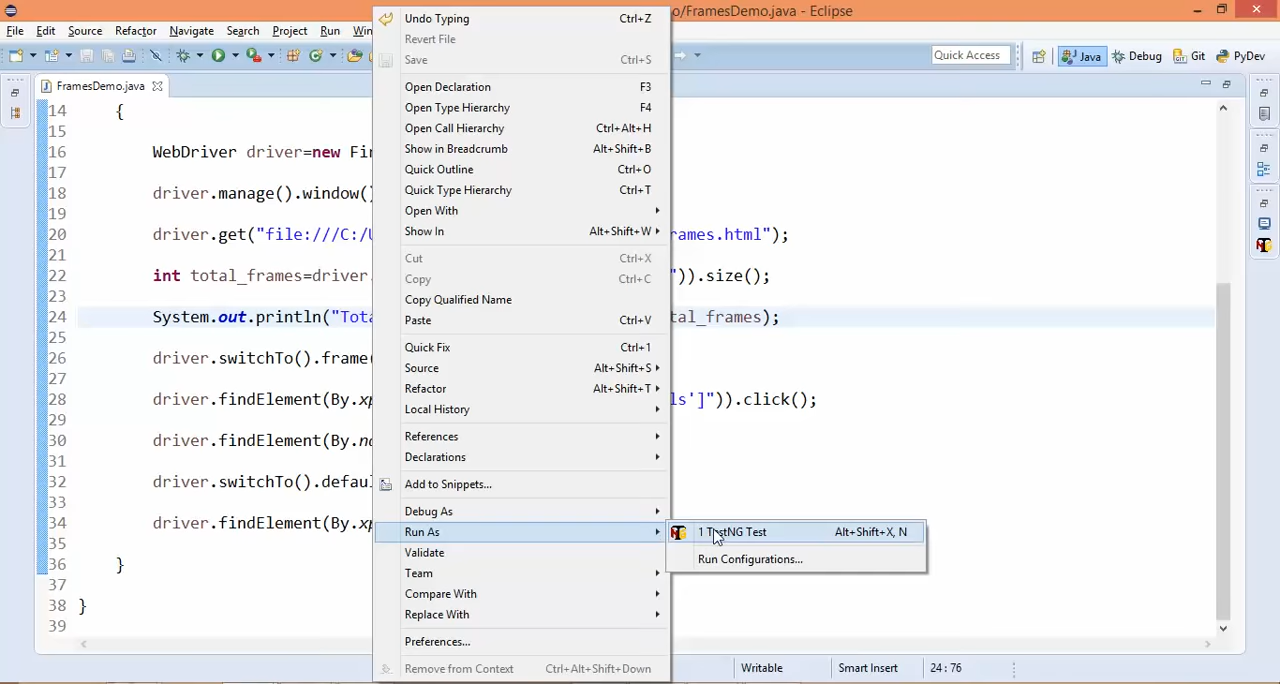 o/FramesDemo.java - Eclipse
File Edit Source Refactor Navigate Search Project Run Win
Quick Access Java Debug Git PyDev
FramesDemo.java
14 {
15
16 WebDriver driver=new Fir
17
18 driver.manage().window()
19
20 driver.get("file:///C:/U rames.html");
21
22 int total_frames=driver. ")).size();
23
24 System.out.println("Tota tal_frames);
25
26 driver.switchTo().frame(
27
28 driver.findElement(By.xp ls']")).click();
29
30 driver.findElement(By.na
31
32 driver.switchTo().defaul
33
34 driver.findElement(By.xp
35
36 }
37
38 }
39
Undo Typing Ctrl+Z
Revert File
Save Ctrl+S
Open Declaration F3
Open Type Hierarchy F4
Open Call Hierarchy Ctrl+Alt+H
Show in Breadcrumb Alt+Shift+B
Quick Outline Ctrl+O
Quick Type Hierarchy Ctrl+T
Open With
Show In Alt+Shift+W
Cut Ctrl+X
Copy Ctrl+C
Copy Qualified Name
Paste Ctrl+V
Quick Fix Ctrl+1
Source Alt+Shift+S
Refactor Alt+Shift+T
Local History
References
Declarations
Add to Snippets...
Debug As
Run As
Validate
Team
Compare With
Replace With
Preferences...
Remove from Context Ctrl+Alt+Shift+Down
1 TestNG Test Alt+Shift+X, N
Run Configurations...
Writable Smart Insert 24 : 76